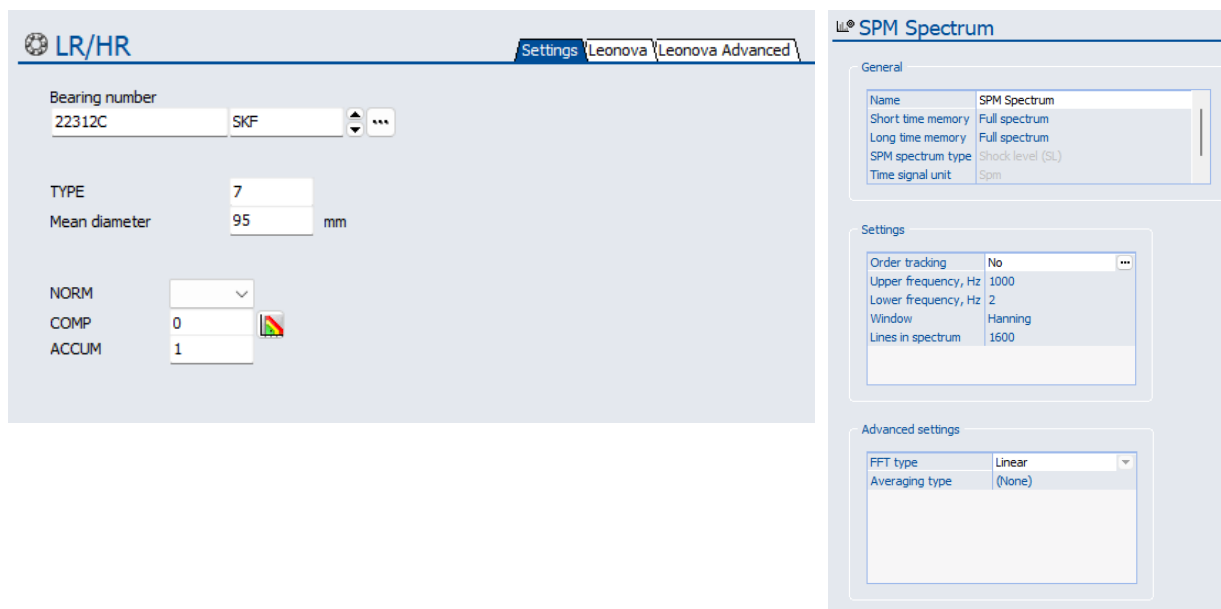 LR/HR
Settings Leonova Leonova Advanced
Bearing number
22312C SKF ...
TYPE 7
Mean diameter 95 mm
NORM
COMP 0
ACCUM 1
SPM Spectrum
General
Name SPM Spectrum
Short time memory Full spectrum
Long time memory Full spectrum
SPM spectrum type Shock level (SL)
Time signal unit Spm
Settings
Order tracking No ...
Upper frequency, Hz 1000
Lower frequency, Hz 2
Window Hanning
Lines in spectrum 1600
Advanced settings
FFT type Linear
Averaging type (None)